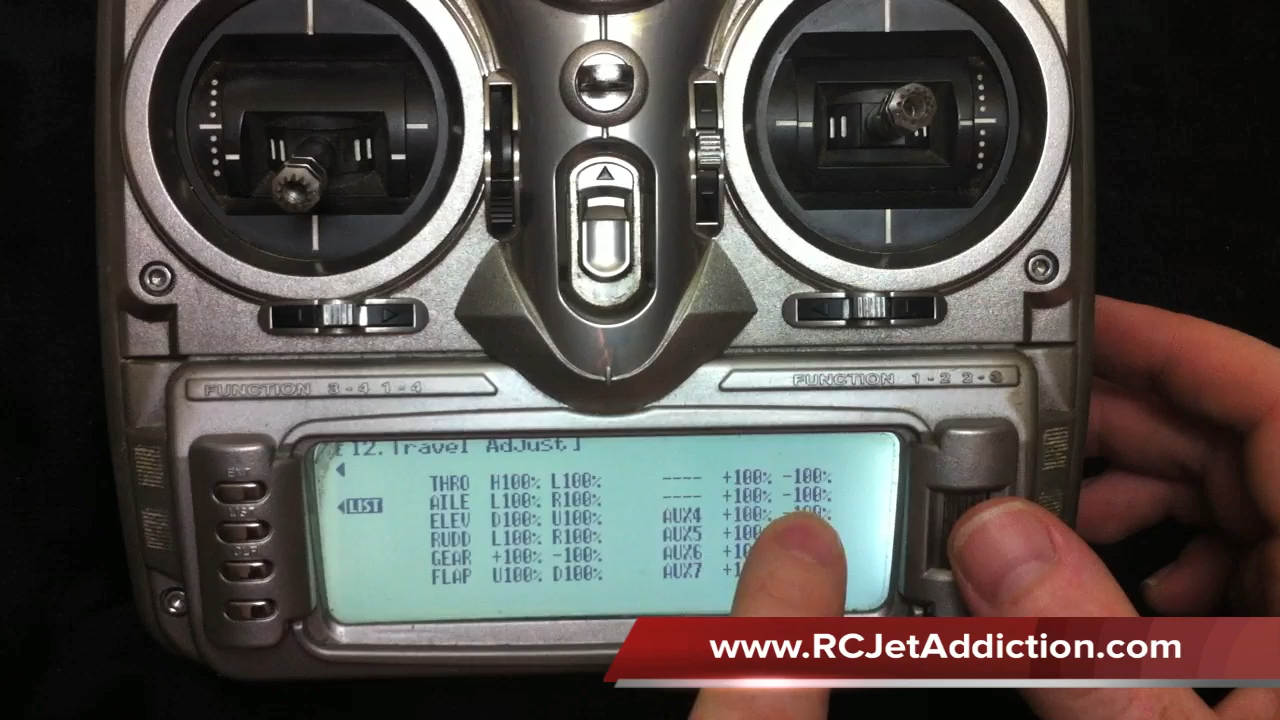 FUNCTION 3-4 1-4
FUNCTION 1-2 2-3
[12.Travel Adjust]
LIST
THRO H100% L100% ---- +100% -100%
AILE L100% R100% ---- +100% -100%
ELEV D100% U100% AUX4 +100% -100%
RUDD L100% R100% AUX5
GEAR +100% -100% AUX6
FLAP U100% D100% AUX7
ENT
CLR
www.RCJetAddiction.com